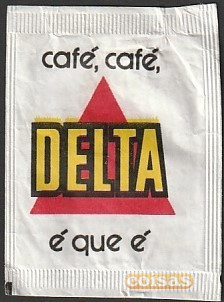 café, café,
DELTA
é que é
coisas